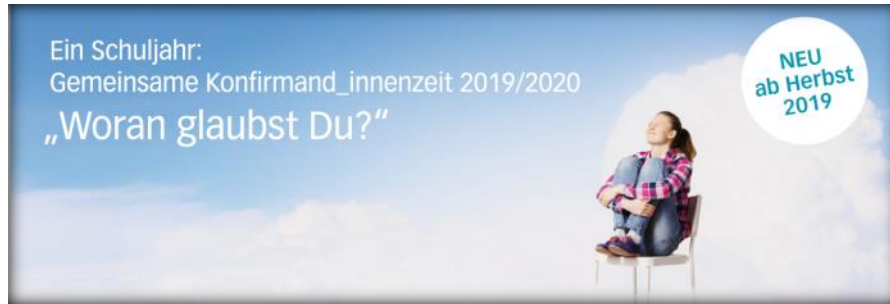 Ein Schuljahr:
Gemeinsame Konfirmand_innenzeit 2019/2020
„Woran glaubst Du?“
NEU
ab Herbst
2019